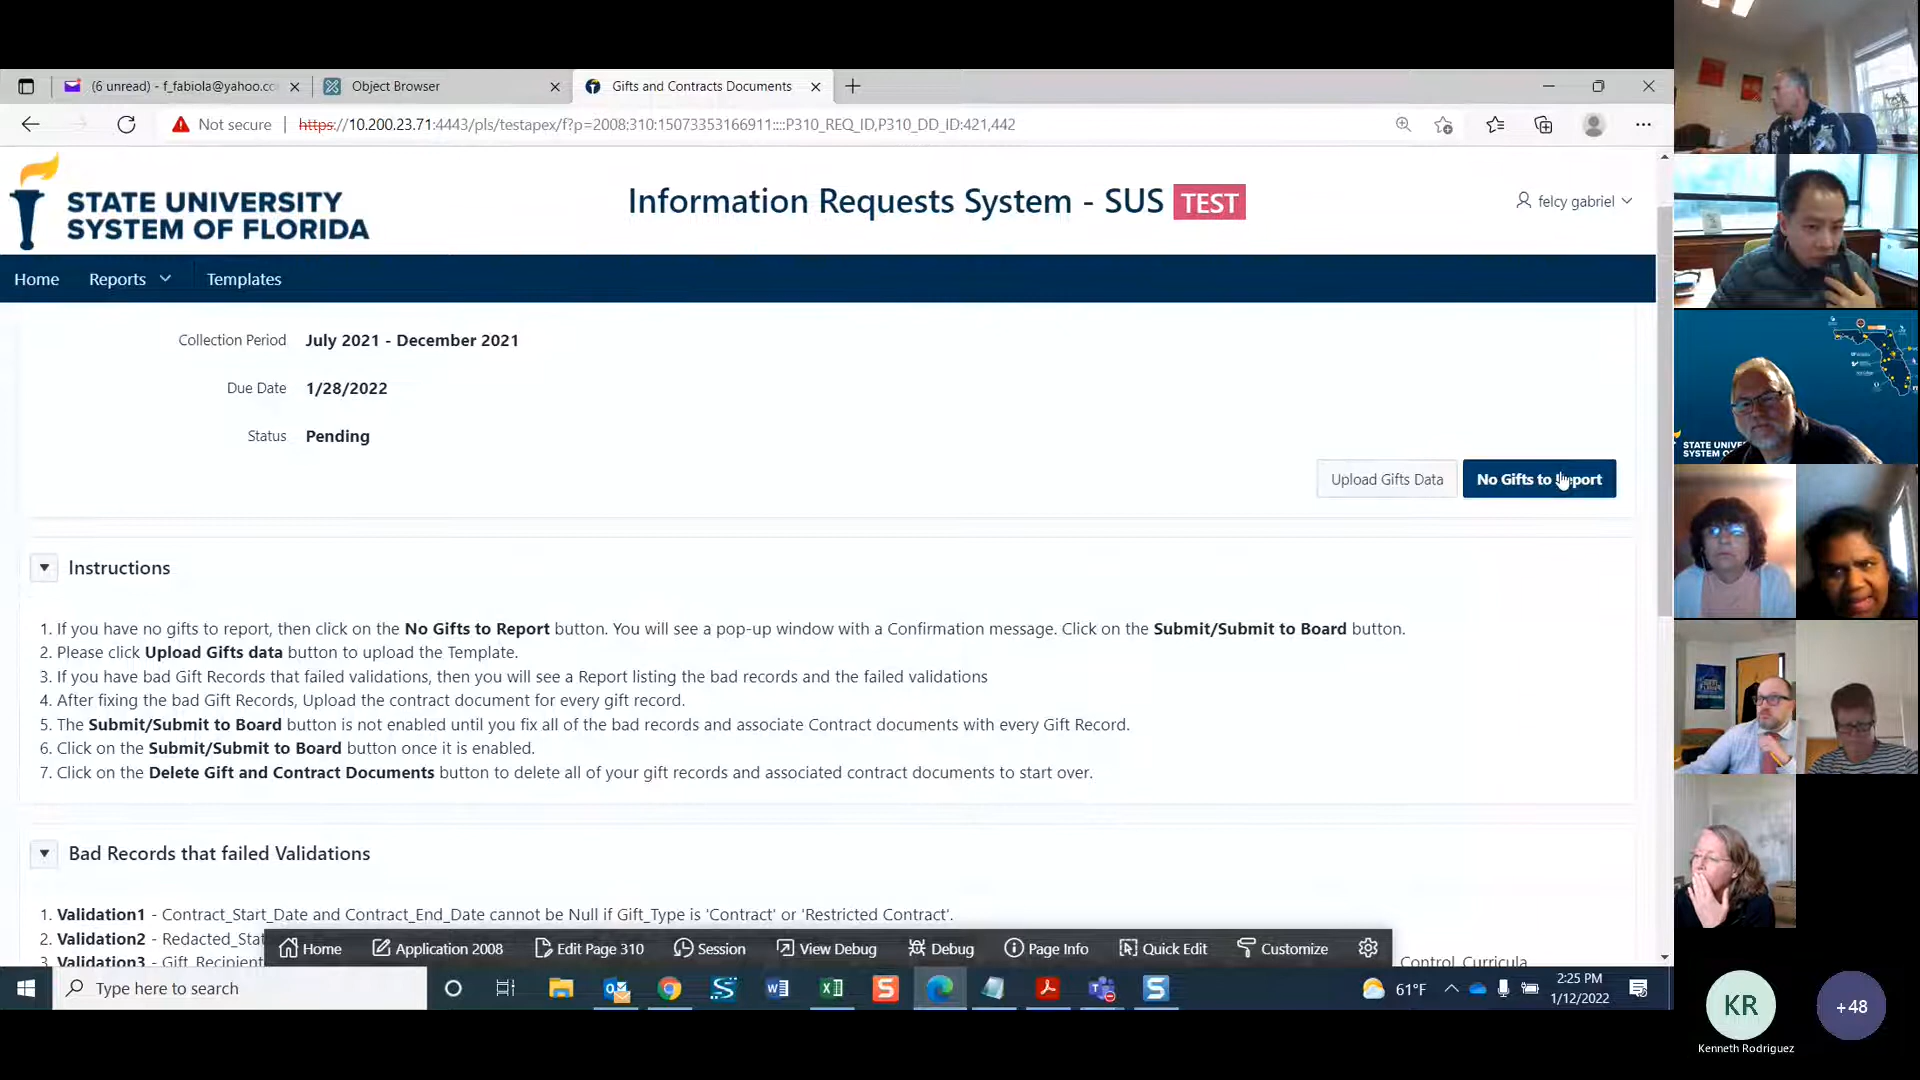 (6 unread) - f_fabiola@yahoo.co
Object Browser
Gifts and Contracts Documents
Not secure
https://10.200.23.71:4443/pls/testapex/f?p=2008:310:15073353166911::::P310_REQ_ID,P310_DD_ID:421,442
STATE UNIVERSITY
SYSTEM OF FLORIDA
Information Requests System - SUS TEST
felcy gabriel
Home
Reports
Templates
Collection Period July 2021 - December 2021
Due Date 1/28/2022
Status Pending
Upload Gifts Data
No Gifts to Report
Instructions
1. If you have no gifts to report, then click on the No Gifts to Report button. You will see a pop-up window with a Confirmation message. Click on the Submit/Submit to Board button.
2. Please click Upload Gifts data button to upload the Template.
3. If you have bad Gift Records that failed validations, then you will see a Report listing the bad records and the failed validations
4. After fixing the bad Gift Records, Upload the contract document for every gift record.
5. The Submit/Submit to Board button is not enabled until you fix all of the bad records and associate Contract documents with every Gift Record.
6. Click on the Submit/Submit to Board button once it is enabled.
7. Click on the Delete Gift and Contract Documents button to delete all of your gift records and associated contract documents to start over.
Bad Records that failed Validations
1. Validation1 - Contract_Start_Date and Contract_End_Date cannot be Null if Gift_Type is 'Contract' or 'Restricted Contract'.
2. Validation2 - Redacted_Stat
3. Validation3 - Gift_Recipient
Control_Curricula
Home
Application 2008
Edit Page 310
Session
View Debug
Debug
Page Info
Quick Edit
Customize
Type here to search
61°F
2:25 PM
1/12/2022
STATE UNIVE
SYSTEM O
KR
Kenneth Rodriguez
+48